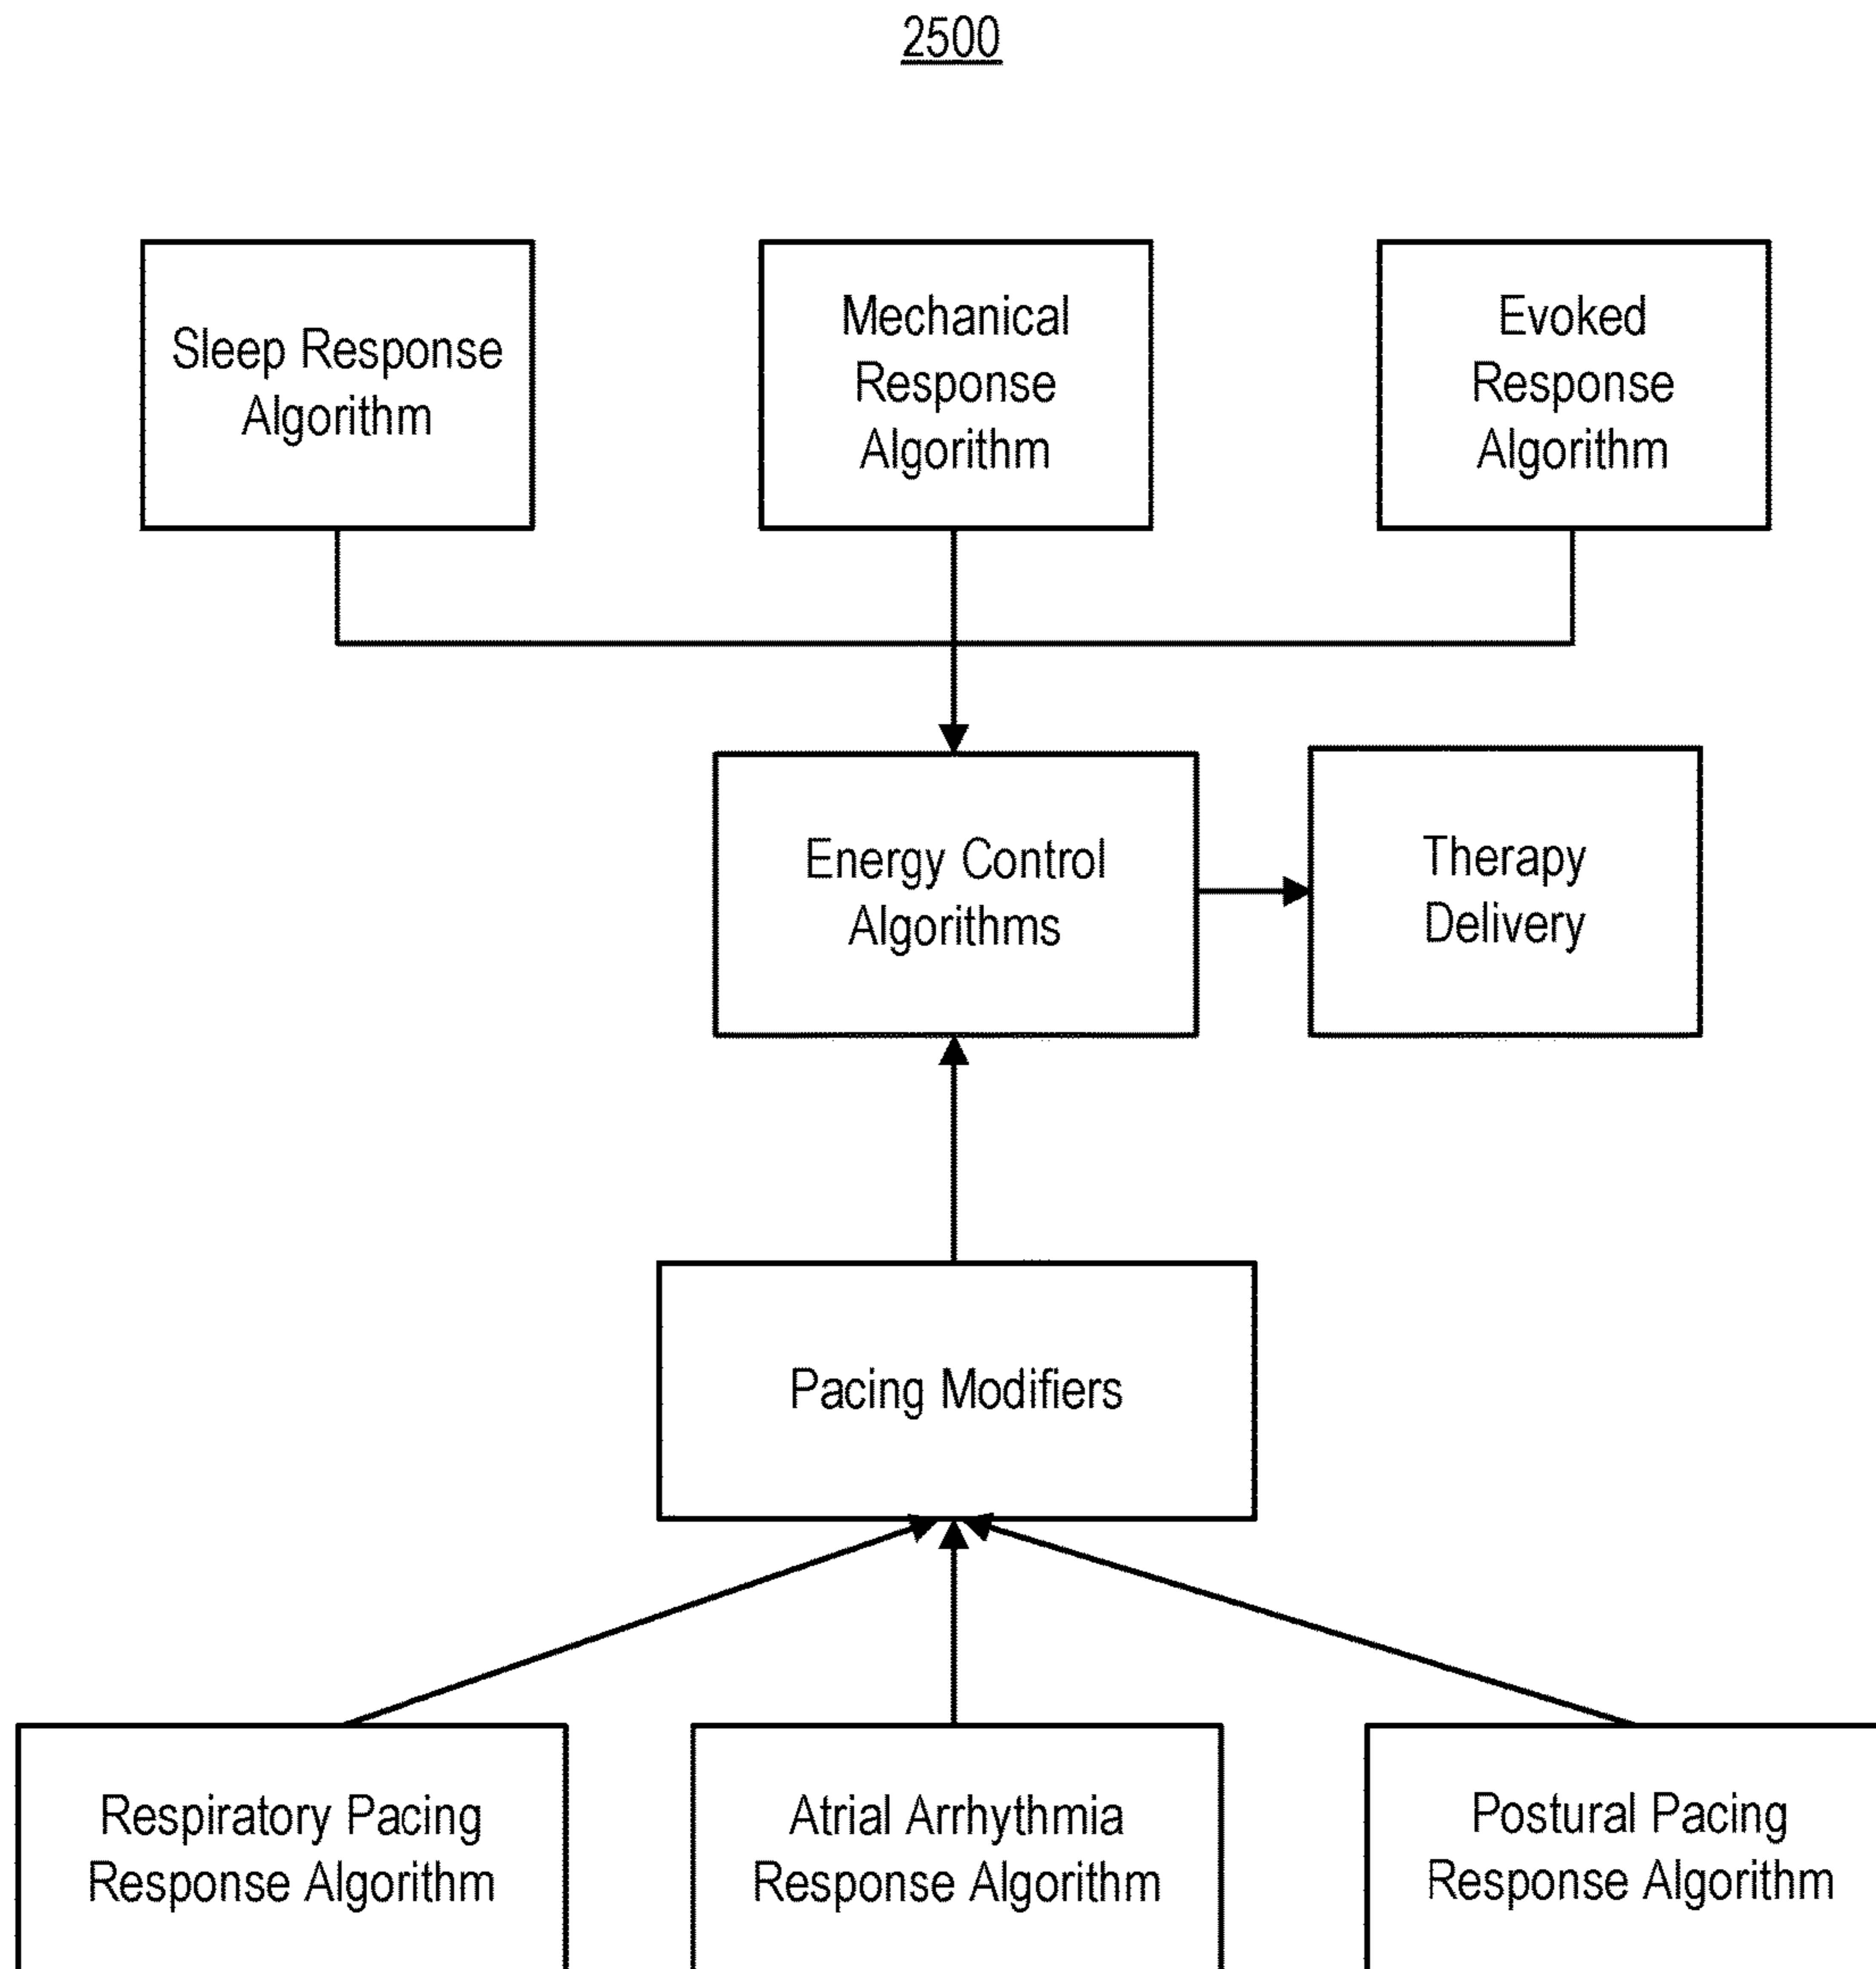 2500
Sleep Response
Algorithm
Mechanical
Response
Algorithm
Evoked
Response
Algorithm
Energy Control
Algorithms
Therapy
Delivery
Pacing Modifiers
Respiratory Pacing
Response Algorithm
Atrial Arrhythmia
Response Algorithm
Postural Pacing
Response Algorithm